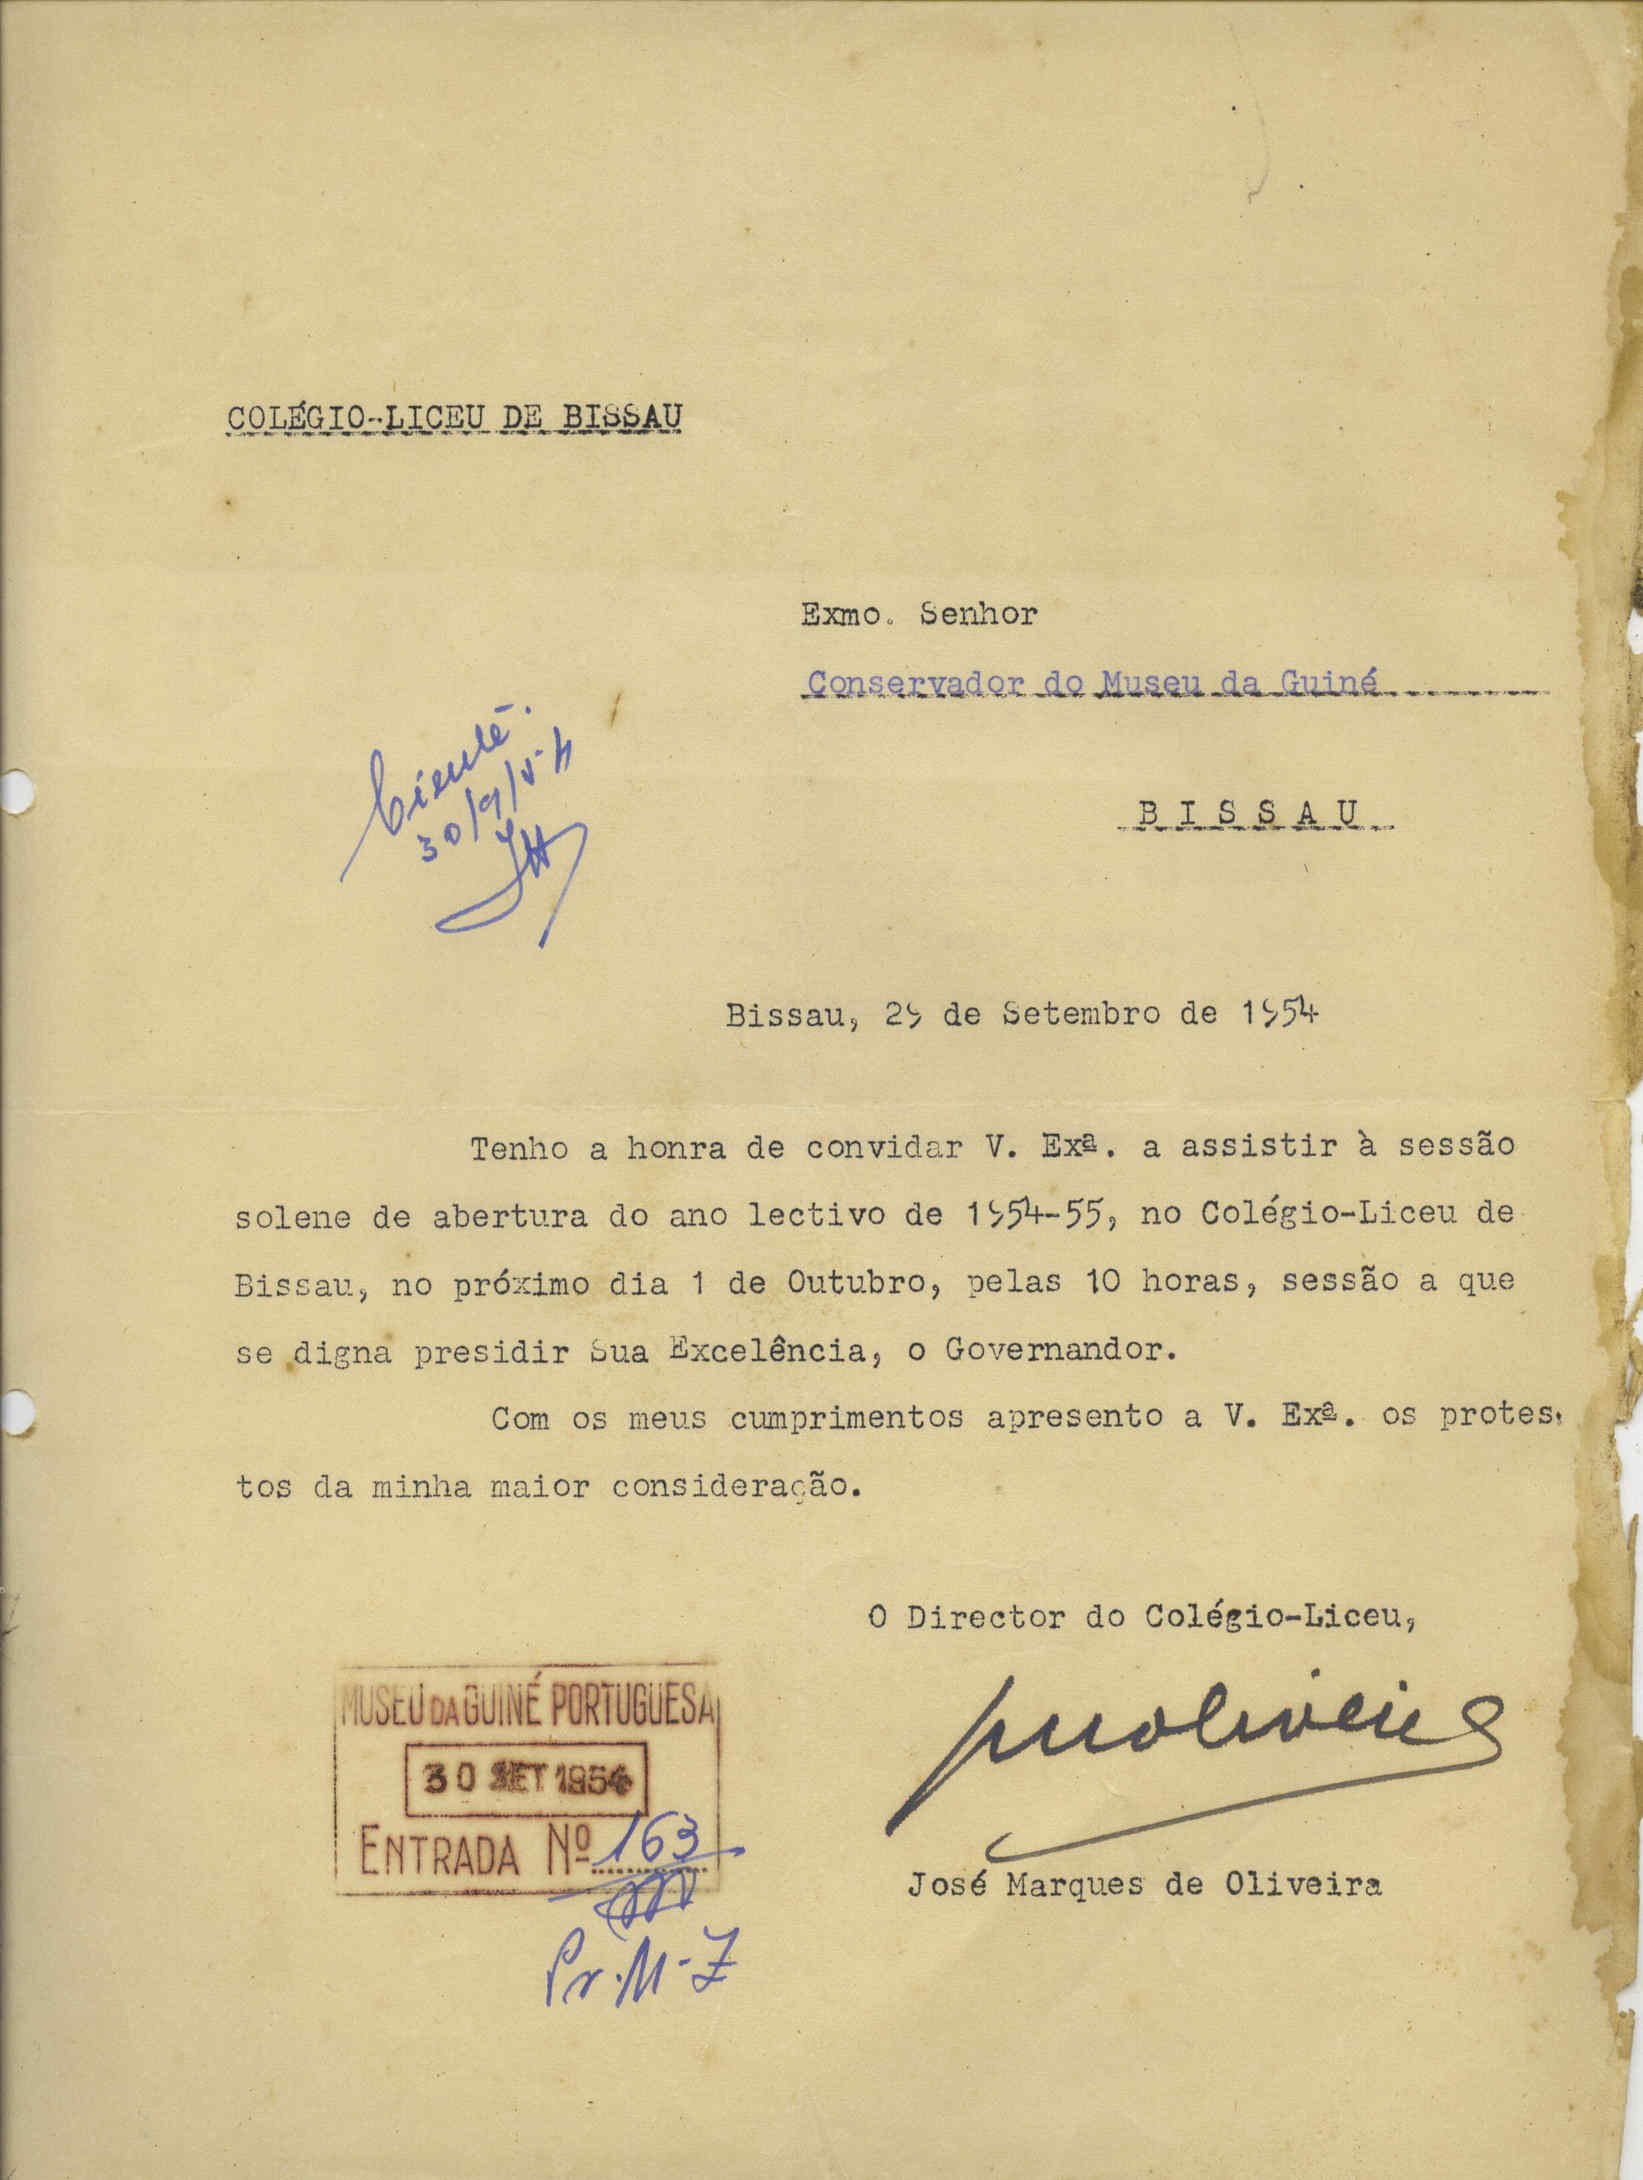 COLÉGIO-LICEU DE BISSAU
Exmo. Senhor
Conservador do Museu da Guiné
Ciente.
30/9/54
BISSAU
Bissau, 29 de Setembro de 1954
Tenho a honra de convidar V. Exª. a assistir à sessão
solene de abertura do ano lectivo de 1954-55, no Colégio-Liceu de
Bissau, no próximo dia 1 de Outubro, pelas 10 horas, sessão a que
se digna presidir Sua Excelência, o Governandor.
Com os meus cumprimentos apresento a V. Exª. os protes-
tos da minha maior consideração.
O Director do Colégio-Liceu,
José Marques de Oliveira
MUSEU DA GUINÉ PORTUGUESA
30 SET 1954
ENTRADA Nº 163
Pr. M-Z